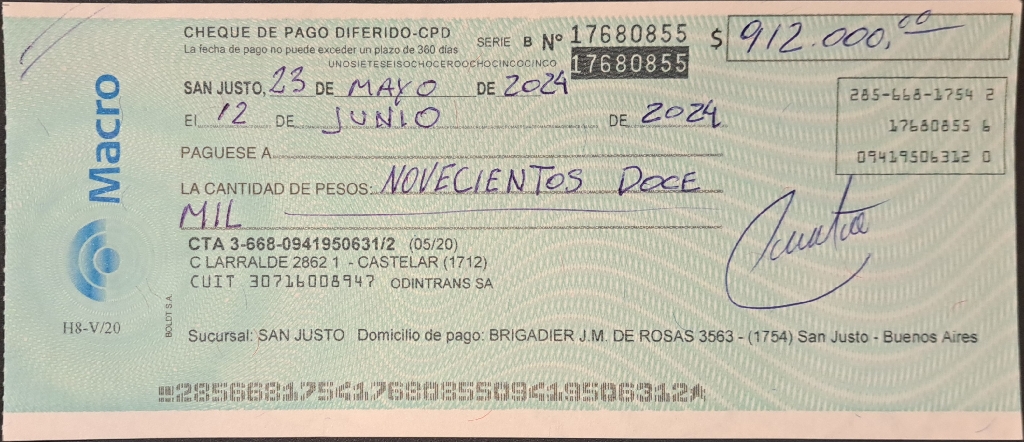 CHEQUE DE PAGO DIFERIDO-CPD
La fecha de pago no puede exceder un plazo de 360 días
SERIE B Nº 17680855
17680855
$ 912.000,00
UNOSIETESEISOCHOCEROOCHOCINCOCINCO
SAN JUSTO, 23 DE MAYO DE 2024
El 12 DE JUNIO DE 2024
285-668-1754 2
17680855 6
09419506312 0
PAGUESE A
LA CANTIDAD DE PESOS: NOVECIENTOS DOCE
MIL
CTA 3-668-0941950631/2 (05/20)
C LARRALDE 2862 1 - CASTELAR (1712)
CUIT 30716008947 ODINTRANS SA
Macro
H8-V/20
BOLDT S.A.
Sucursal: SAN JUSTO Domicilio de pago: BRIGADIER J.M. DE ROSAS 3563 - (1754) San Justo - Buenos Aires
28566817541768085509419506312